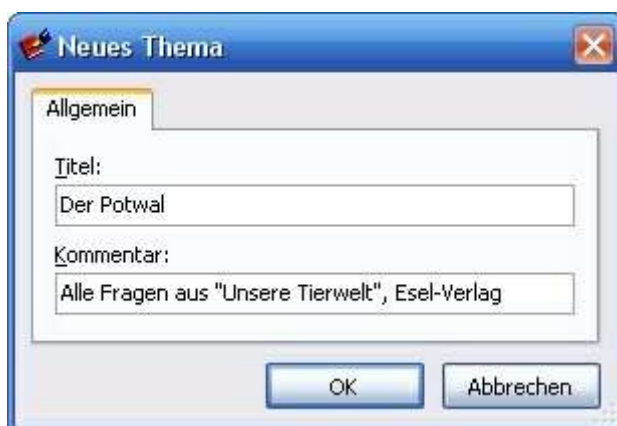 Neues Thema
Allgemein
Titel:
Der Potwal
Kommentar:
Alle Fragen aus "Unsere Tierwelt", Esel-Verlag
OK
Abbrechen